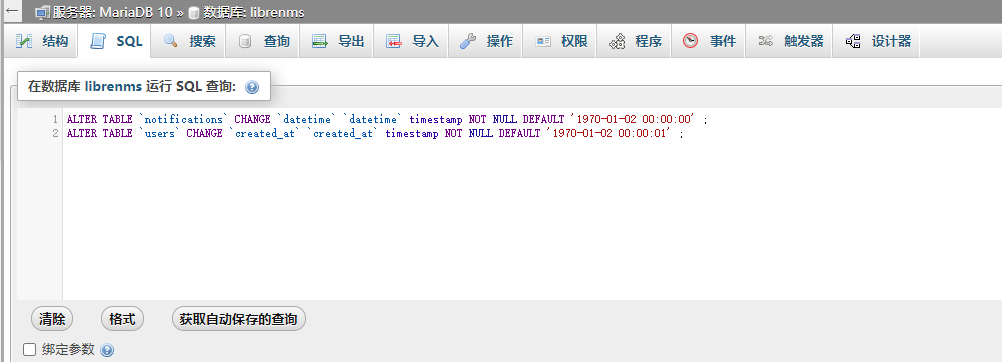 服务器: MariaDB 10 » 数据库: librenms
结构 SQL 搜索 查询 导出 导入 操作 权限 程序 事件 触发器 设计器
在数据库 librenms 运行 SQL 查询:
1 ALTER TABLE `notifications` CHANGE `datetime` `datetime` timestamp NOT NULL DEFAULT '1970-01-02 00:00:00' ;
2 ALTER TABLE `users` CHANGE `created_at` `created_at` timestamp NOT NULL DEFAULT '1970-01-02 00:00:01' ;
清除 格式 获取自动保存的查询
绑定参数